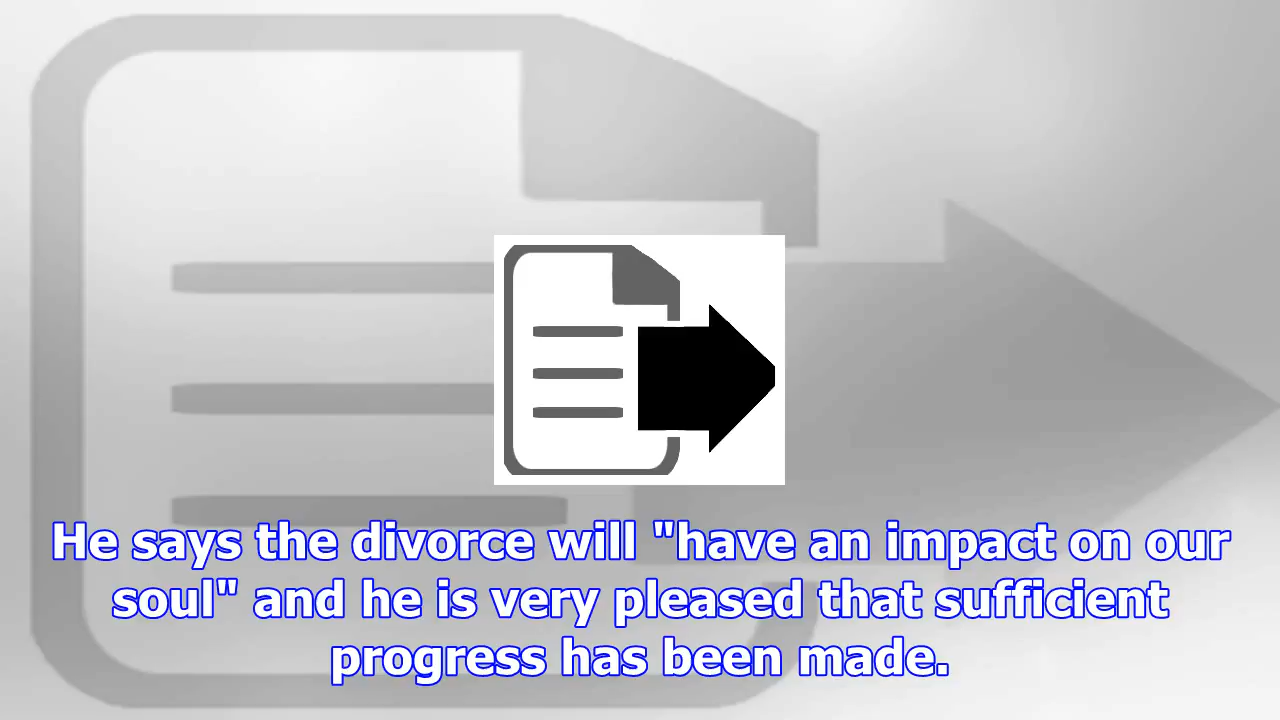 He says the divorce will "have an impact on our
soul" and he is very pleased that sufficient
progress has been made.